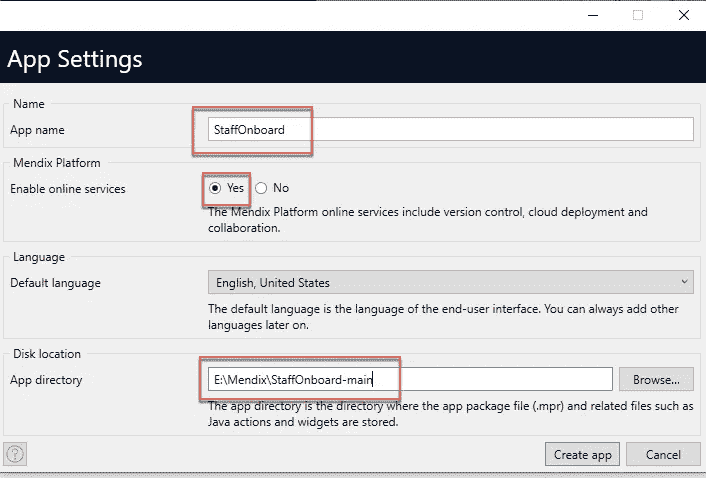 App Settings
Name
App name
StaffOnboard
Mendix Platform
Enable online services
Yes
No
The Mendix Platform online services include version control, cloud deployment and
collaboration.
Language
Default language
English, United States
The default language is the language of the end-user interface. You can always add other
languages later on.
Disk location
App directory
E:\Mendix\StaffOnboard-main
Browse...
The app directory is the directory where the app package file (.mpr) and related files such as
Java actions and widgets are stored.
?
Create app
Cancel